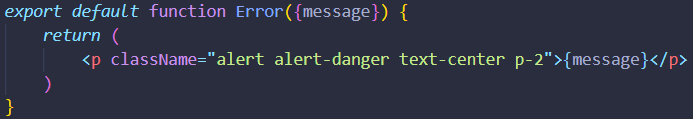 export default function Error({message}) {
    return (
        <p className="alert alert-danger text-center p-2">{message}</p>
    )
}